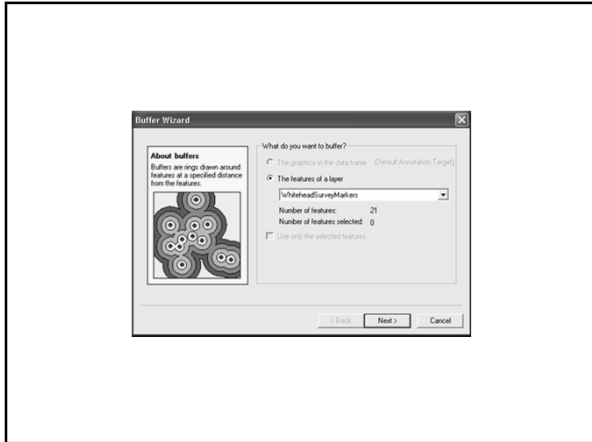 Buffer Wizard
About buffers
Buffers are rings drawn around
features at a specified distance
from the features.
What do you want to buffer?
The graphics in the data frame (Default Annotation Target)
The features of a layer
WhiteheadSurveyMarkers
Number of features: 21
Number of features selected: 0
Use only the selected features
< Back
Next >
Cancel